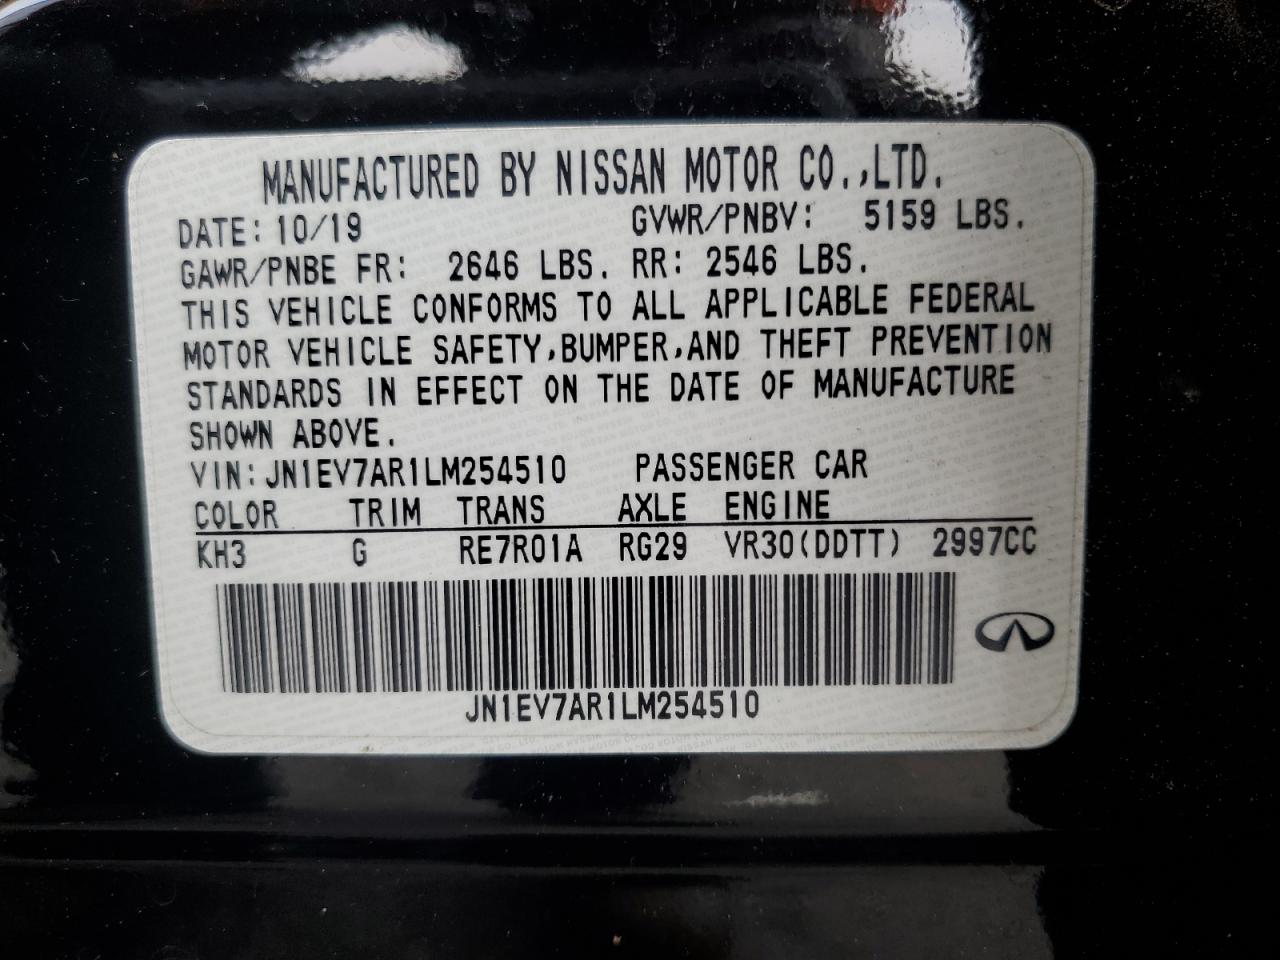 MANUFACTURED BY NISSAN MOTOR CO.,LTD.
DATE: 10/19 GVWR/PNBV: 5159 LBS.
GAWR/PNBE FR: 2646 LBS. RR: 2546 LBS.
THIS VEHICLE CONFORMS TO ALL APPLICABLE FEDERAL
MOTOR VEHICLE SAFETY,BUMPER,AND THEFT PREVENTION
STANDARDS IN EFFECT ON THE DATE OF MANUFACTURE
SHOWN ABOVE.
VIN:JN1EV7AR1LM254510 PASSENGER CAR
COLOR TRIM TRANS AXLE ENGINE
KH3 G RE7R01A RG29 VR30(DDTT) 2997CC
JN1EV7AR1LM254510